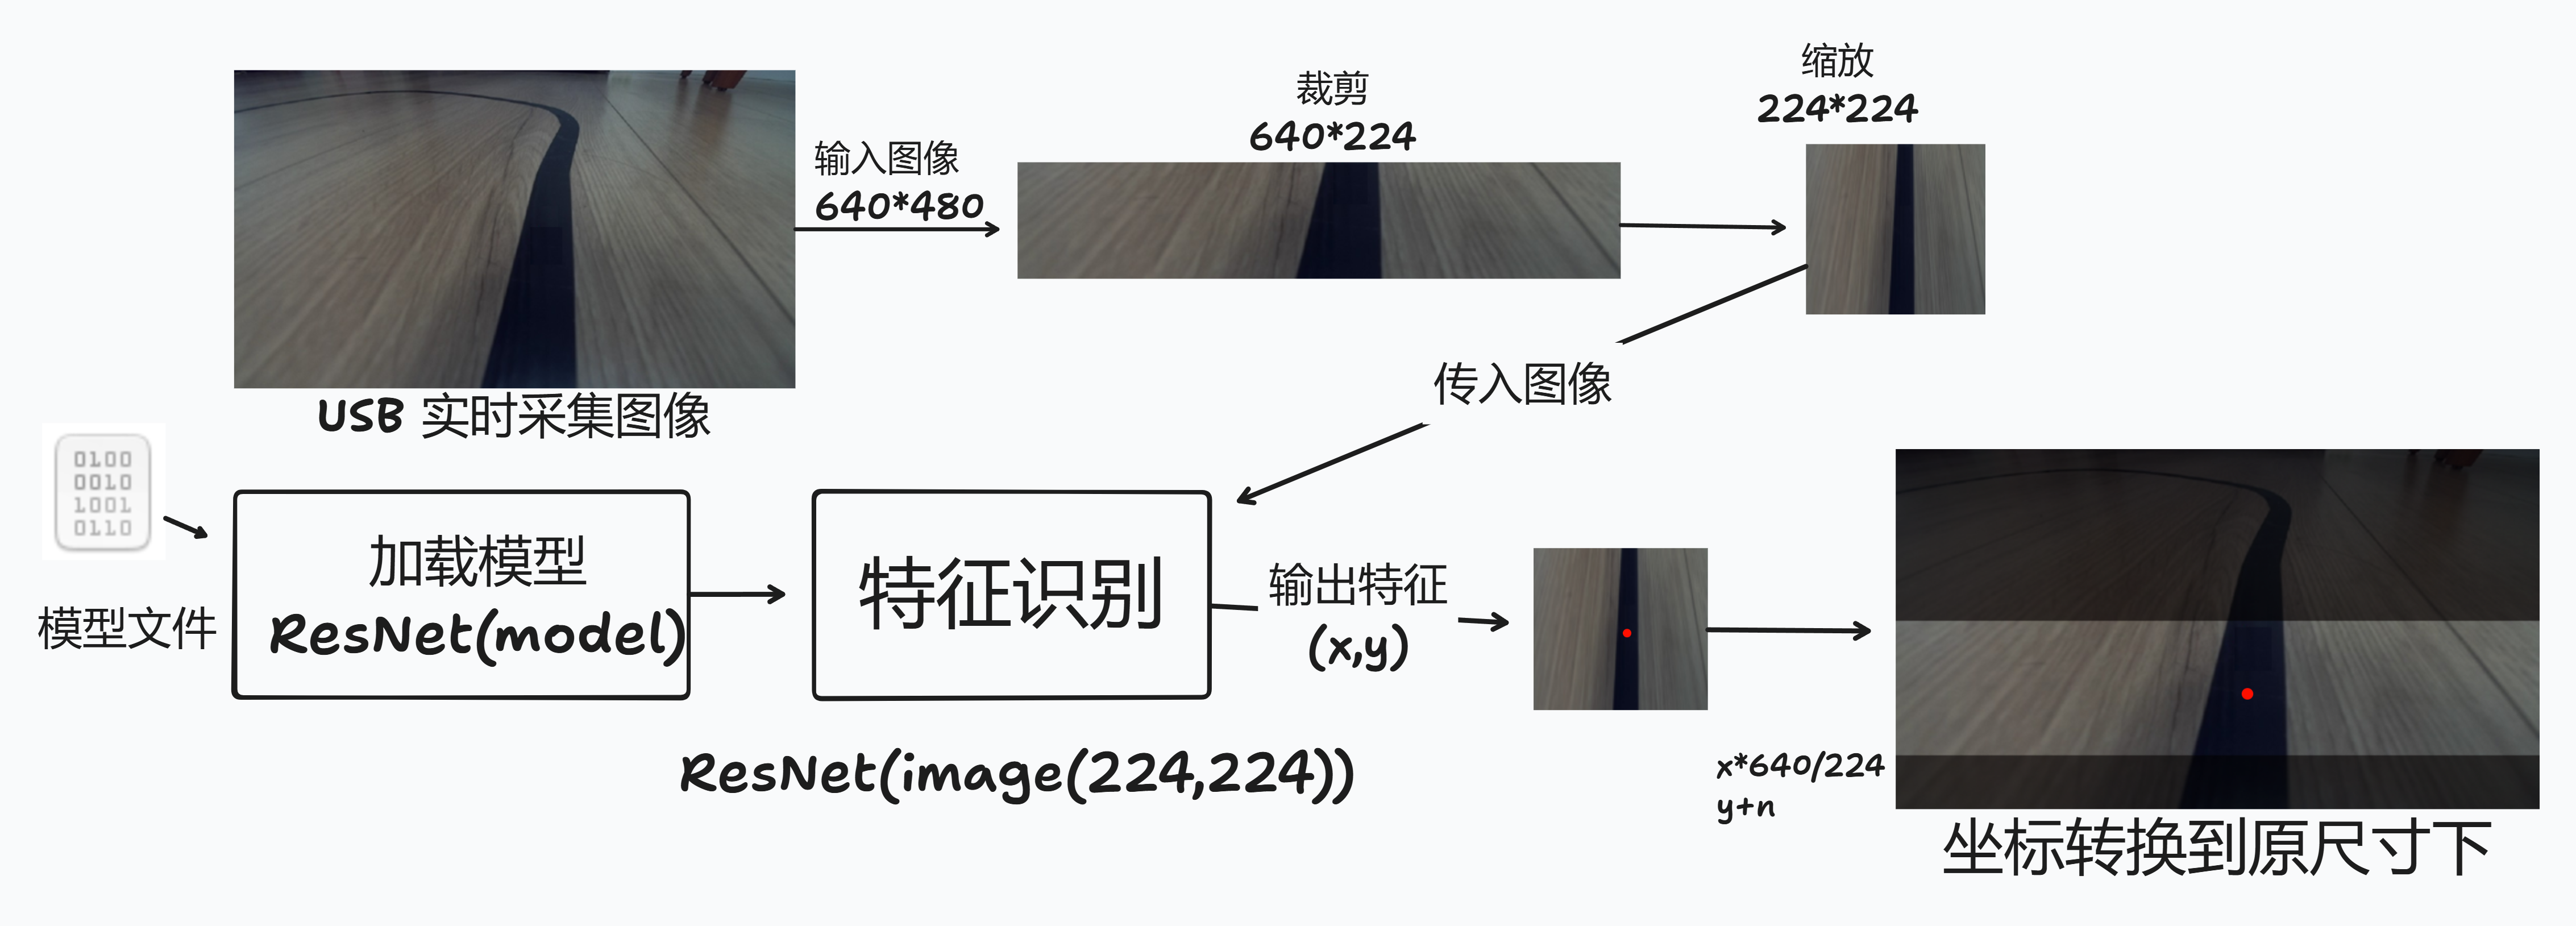 缩放
224*224
裁剪
640*224
输入图像
640*480
传入图像
USB 实时采集图像
0100
0010
1001
0110
模型文件
加载模型
ResNet(model)
特征识别
输出特征
(x,y)
ResNet(image(224,224))
x*640/224
y+n
坐标转换到原尺寸下